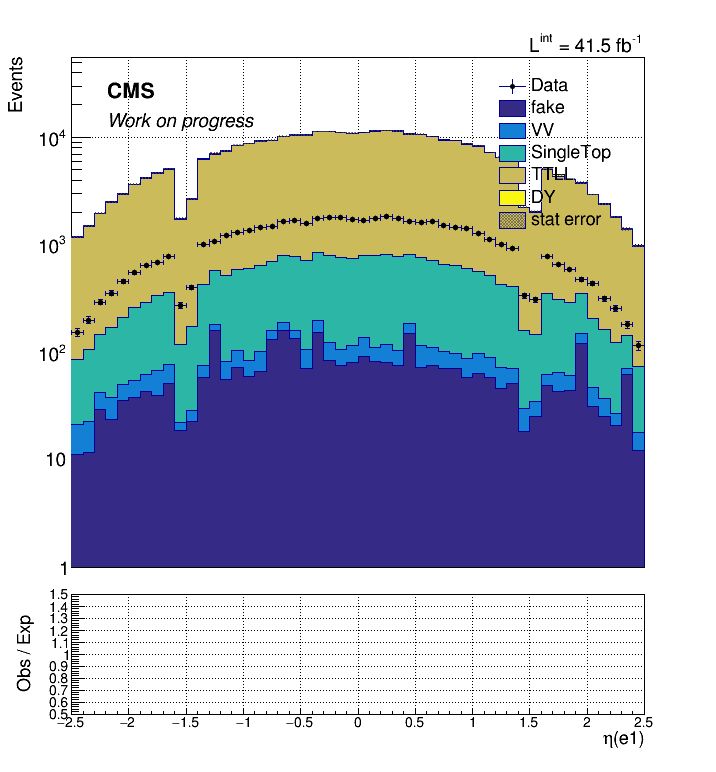 L^int = 41.5 fb^-1
Events
CMS
Work on progress
Data
fake
VV
SingleTop
TTLL
DY
stat error
10^4
10^3
10^2
10
1
Obs / Exp
1.5
1.4
1.3
1.2
1.1
1
0.9
0.8
0.7
0.6
0.5
−2.5 −2 −1.5 −1 −0.5 0 0.5 1 1.5 2 2.5
η(e1)